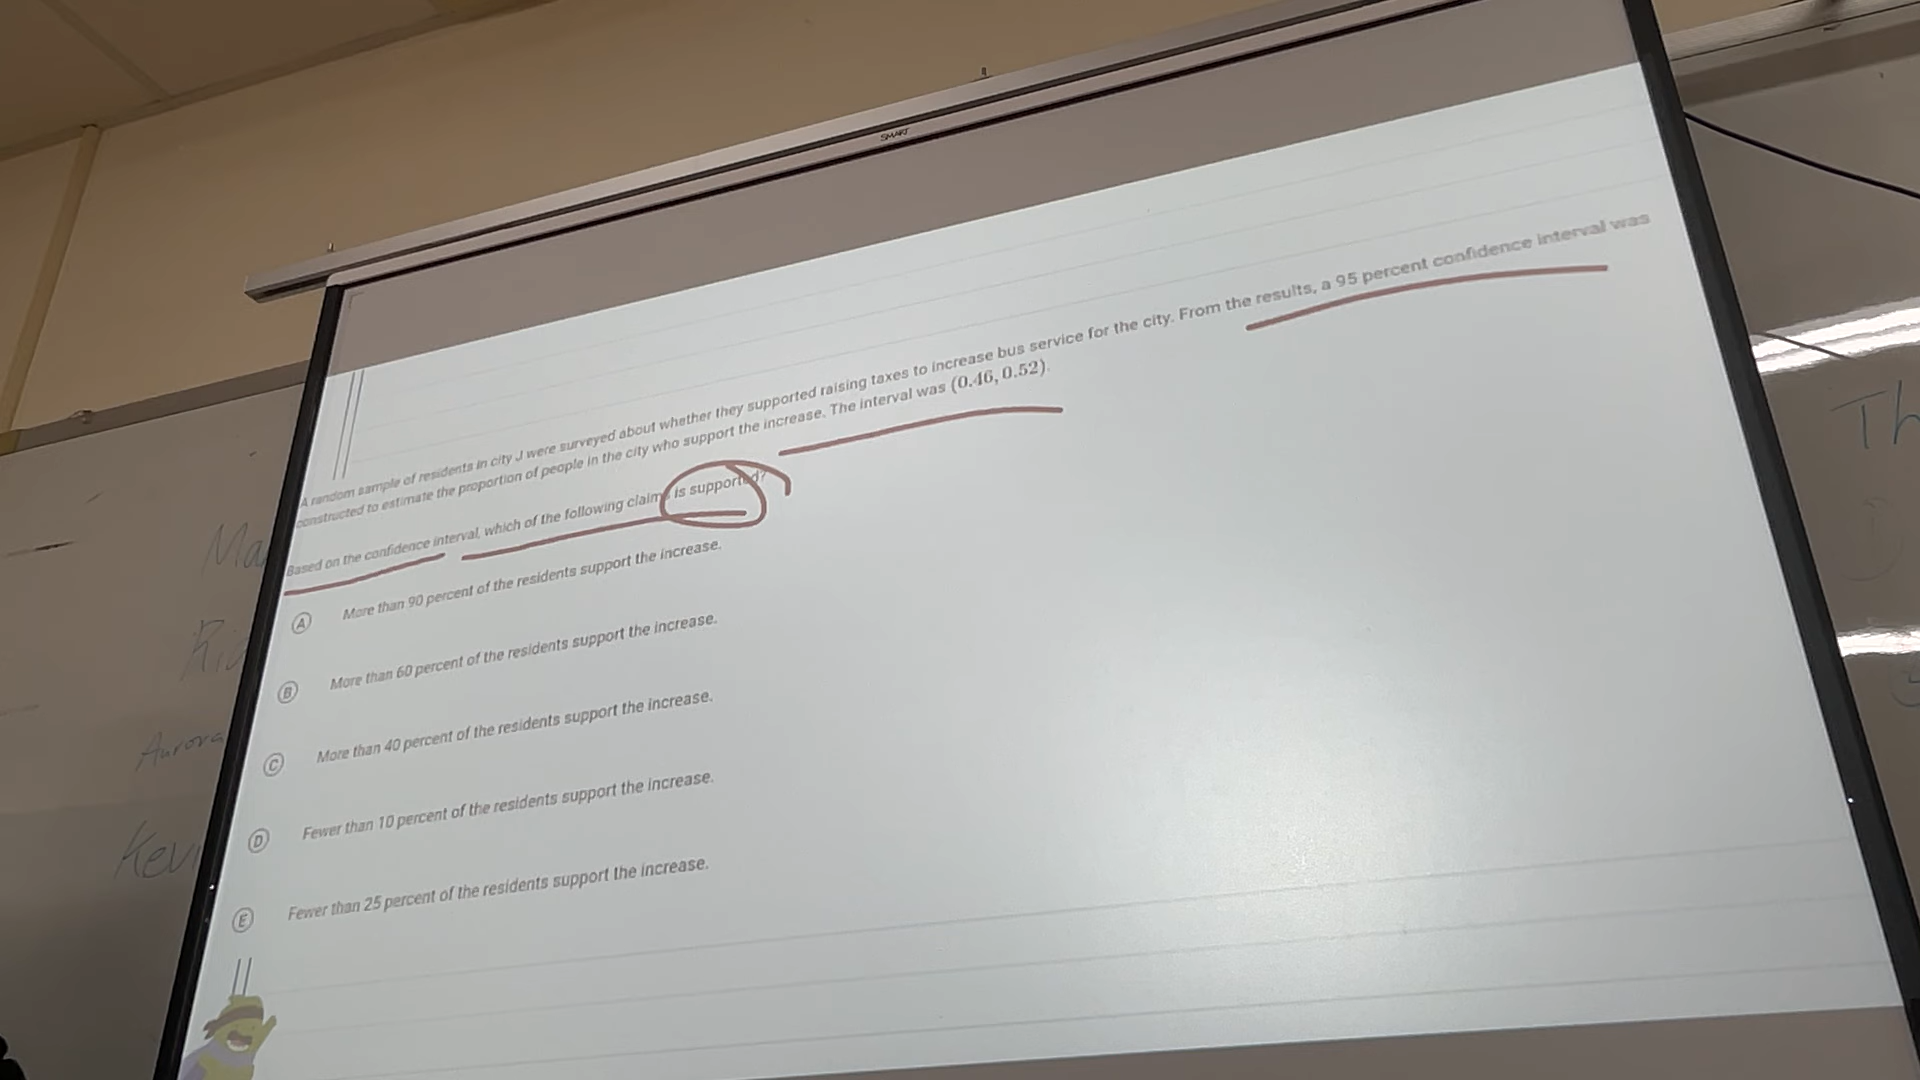 SMART
A random sample of residents in city J were surveyed about whether they supported raising taxes to increase bus service for the city. From the results, a 95 percent confidence interval was
constructed to estimate the proportion of people in the city who support the increase. The interval was (0.46, 0.52).
Based on the confidence interval, which of the following claims is supported?
A More than 90 percent of the residents support the increase.
B More than 60 percent of the residents support the increase.
C More than 40 percent of the residents support the increase.
D Fewer than 10 percent of the residents support the increase.
E Fewer than 25 percent of the residents support the increase.
Ma
Ric
Aurora
Kevi
Th